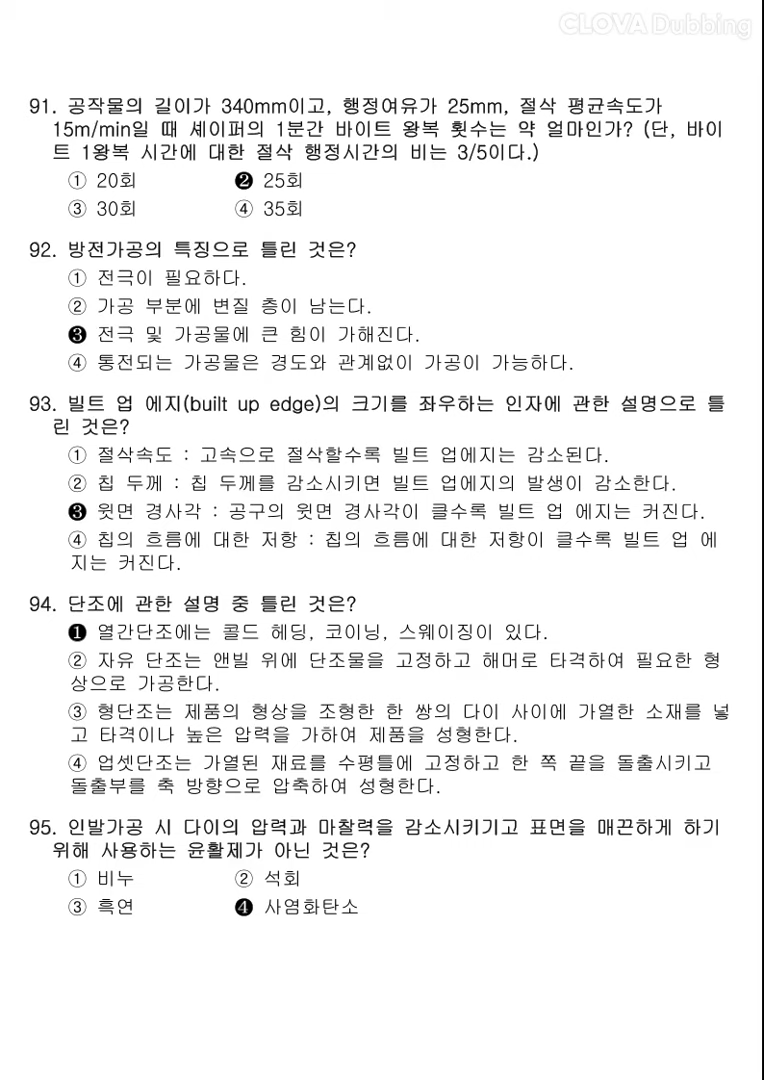 CLOVA Dubbing
91. 공작물의 길이가 340mm이고, 행정여유가 25mm, 절삭 평균속도가
15m/min일 때 셰이퍼의 1분간 바이트 왕복 횟수는 약 얼마인가? (단, 바이
트 1왕복 시간에 대한 절삭 행정시간의 비는 3/5이다.)
① 20회 ❷ 25회
③ 30회 ④ 35회
92. 방전가공의 특징으로 틀린 것은?
① 전극이 필요하다.
② 가공 부분에 변질 층이 남는다.
❸ 전극 및 가공물에 큰 힘이 가해진다.
④ 통전되는 가공물은 경도와 관계없이 가공이 가능하다.
93. 빌트 업 에지(built up edge)의 크기를 좌우하는 인자에 관한 설명으로 틀
린 것은?
① 절삭속도 : 고속으로 절삭할수록 빌트 업에지는 감소된다.
② 칩 두께 : 칩 두께를 감소시키면 빌트 업에지의 발생이 감소한다.
❸ 윗면 경사각 : 공구의 윗면 경사각이 클수록 빌트 업 에지는 커진다.
④ 칩의 흐름에 대한 저항 : 칩의 흐름에 대한 저항이 클수록 빌트 업 에
지는 커진다.
94. 단조에 관한 설명 중 틀린 것은?
❶ 열간단조에는 콜드 헤딩, 코이닝, 스웨이징이 있다.
② 자유 단조는 앤빌 위에 단조물을 고정하고 해머로 타격하여 필요한 형
상으로 가공한다.
③ 형단조는 제품의 형상을 조형한 한 쌍의 다이 사이에 가열한 소재를 넣
고 타격이나 높은 압력을 가하여 제품을 성형한다.
④ 업셋단조는 가열된 재료를 수평틀에 고정하고 한 쪽 끝을 돌출시키고
돌출부를 축 방향으로 압축하여 성형한다.
95. 인발가공 시 다이의 압력과 마찰력을 감소시키기고 표면을 매끈하게 하기
위해 사용하는 윤활제가 아닌 것은?
① 비누 ② 석회
③ 흑연 ❹ 사염화탄소